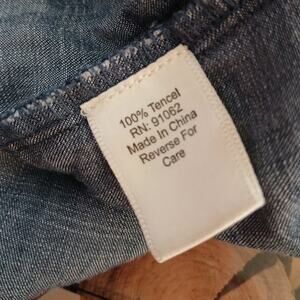 100% Tencel
RN: 91062
Made In China
Reverse For
Care